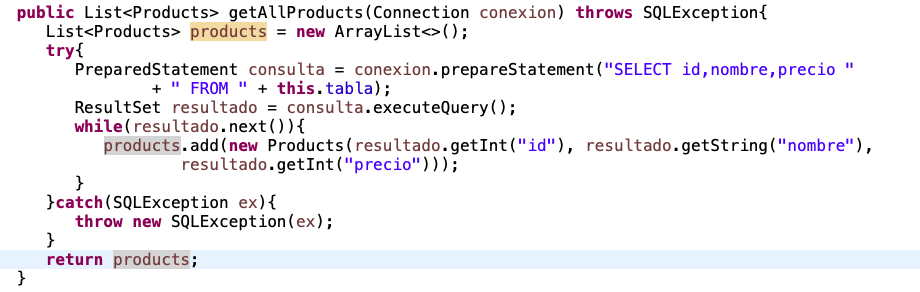 public List<Products> getAllProducts(Connection conexion) throws SQLException{
List<Products> products = new ArrayList<>();
try{
PreparedStatement consulta = conexion.prepareStatement("SELECT id,nombre,precio "
+ " FROM " + this.tabla);
ResultSet resultado = consulta.executeQuery();
while(resultado.next()){
products.add(new Products(resultado.getInt("id"), resultado.getString("nombre"),
resultado.getInt("precio")));
}
}catch(SQLException ex){
throw new SQLException(ex);
}
return products;
}